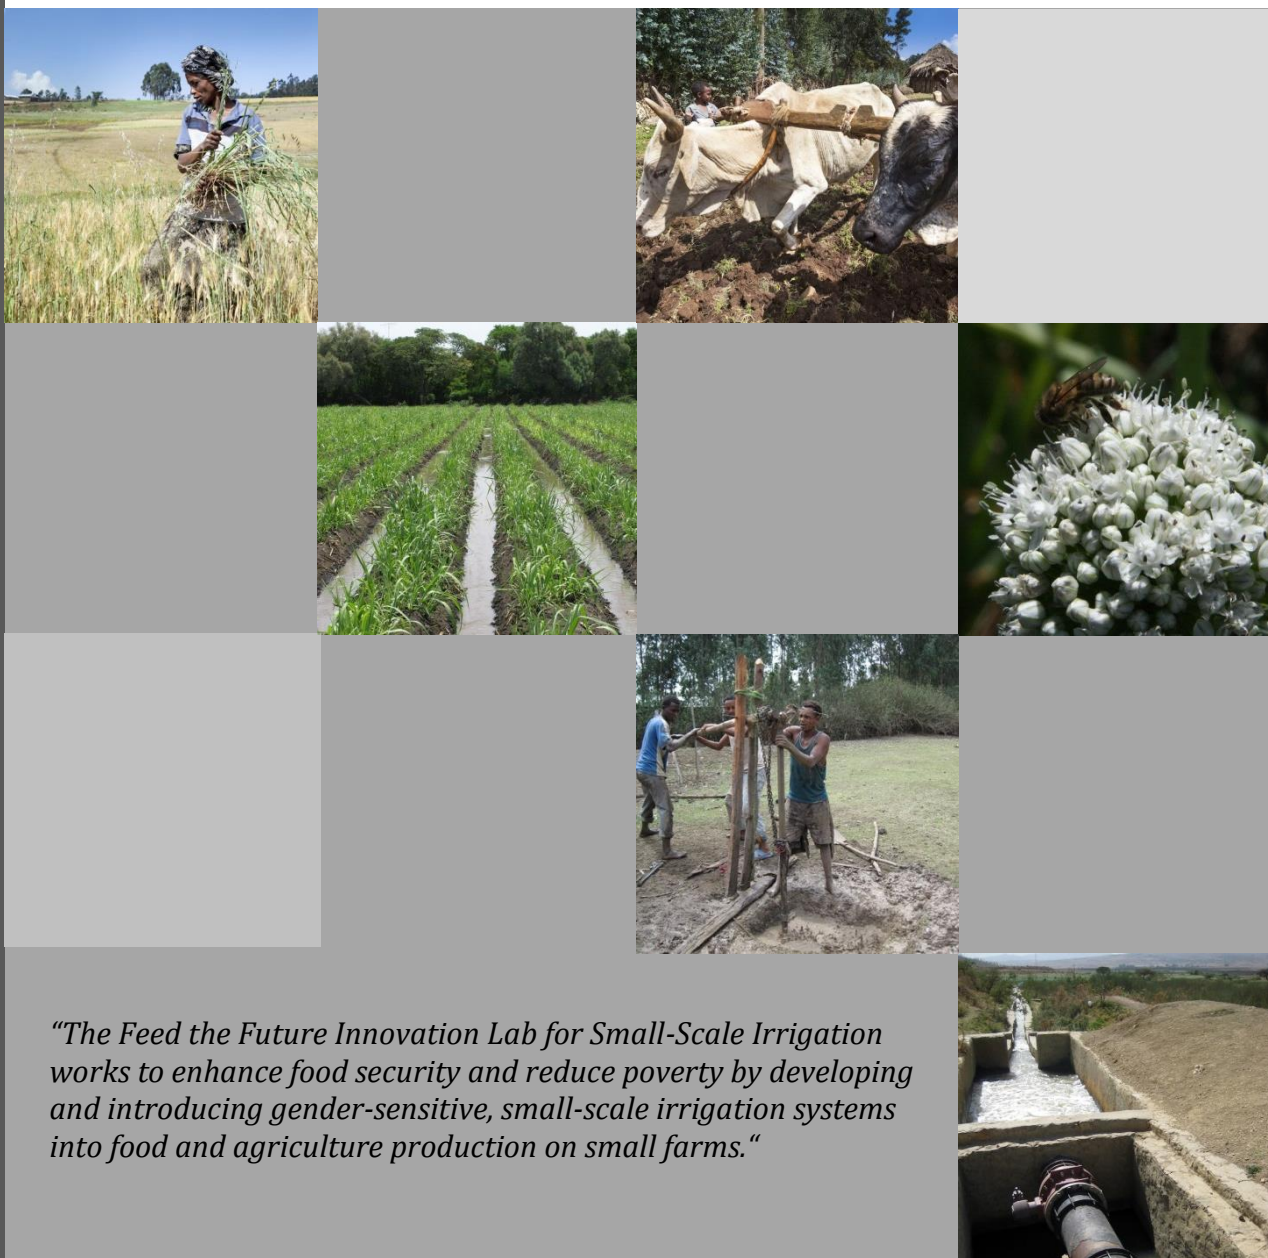 “The Feed the Future Innovation Lab for Small-Scale Irrigation
works to enhance food security and reduce poverty by developing
and introducing gender-sensitive, small-scale irrigation systems
into food and agriculture production on small farms.“